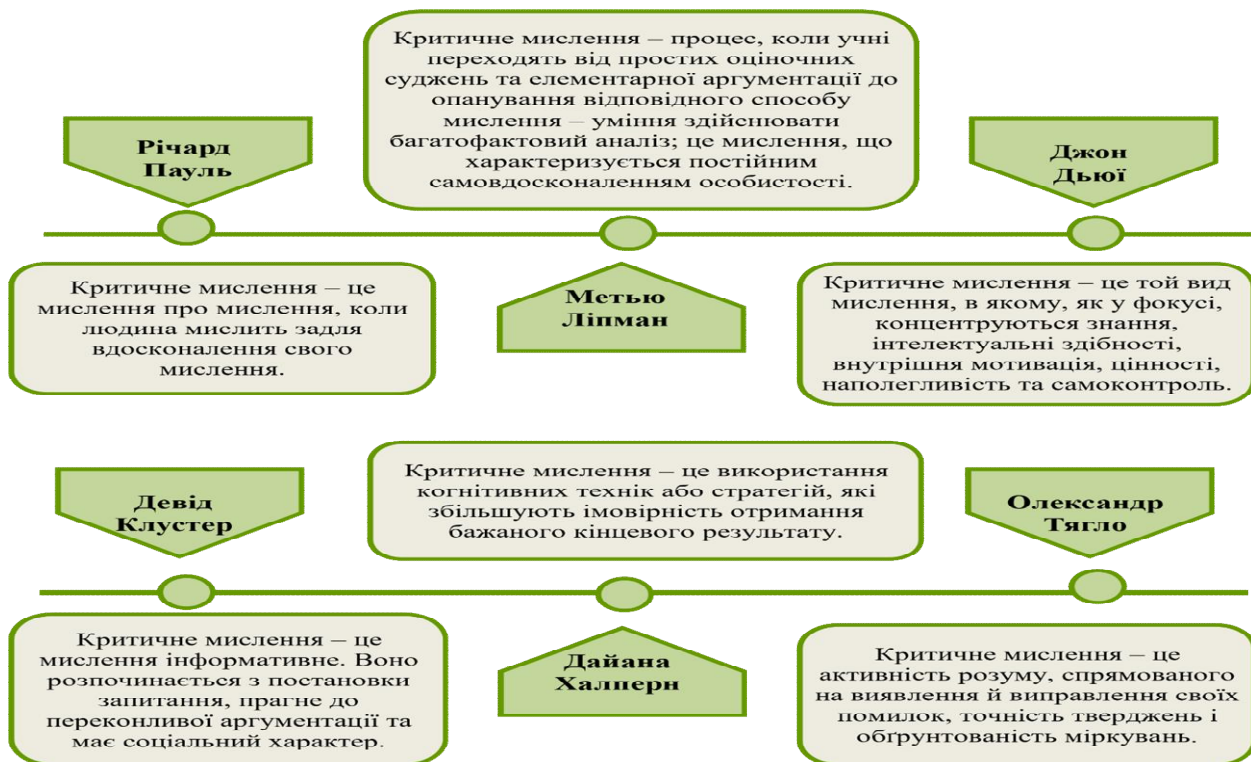 Критичне мислення – процес, коли учні
переходять від простих оціночних
суджень та елементарної аргументації до
опанування відповідного способу
мислення – уміння здійснювати
багатофактовий аналіз; це мислення, що
характеризується постійним
самовдосконаленням особистості.
Річард
Пауль
Джон
Дьюї
Критичне мислення – це
мислення про мислення, коли
людина мислить задля
вдосконалення свого
мислення.
Метью
Ліпман
Критичне мислення – це той вид
мислення, в якому, як у фокусі,
концентруються знання,
інтелектуальні здібності,
внутрішня мотивація, цінності,
наполегливість та самоконтроль.
Девід
Клустер
Критичне мислення – це використання
когнітивних технік або стратегій, які
збільшують імовірність отримання
бажаного кінцевого результату.
Олександр
Тягло
Критичне мислення – це
мислення інформативне. Воно
розпочинається з постановки
запитання, прагне до
переконливої аргументації та
має соціальний характер.
Дайана
Халперн
Критичне мислення – це
активність розуму, спрямованого
на виявлення й виправлення своїх
помилок, точність тверджень і
обґрунтованість міркувань.